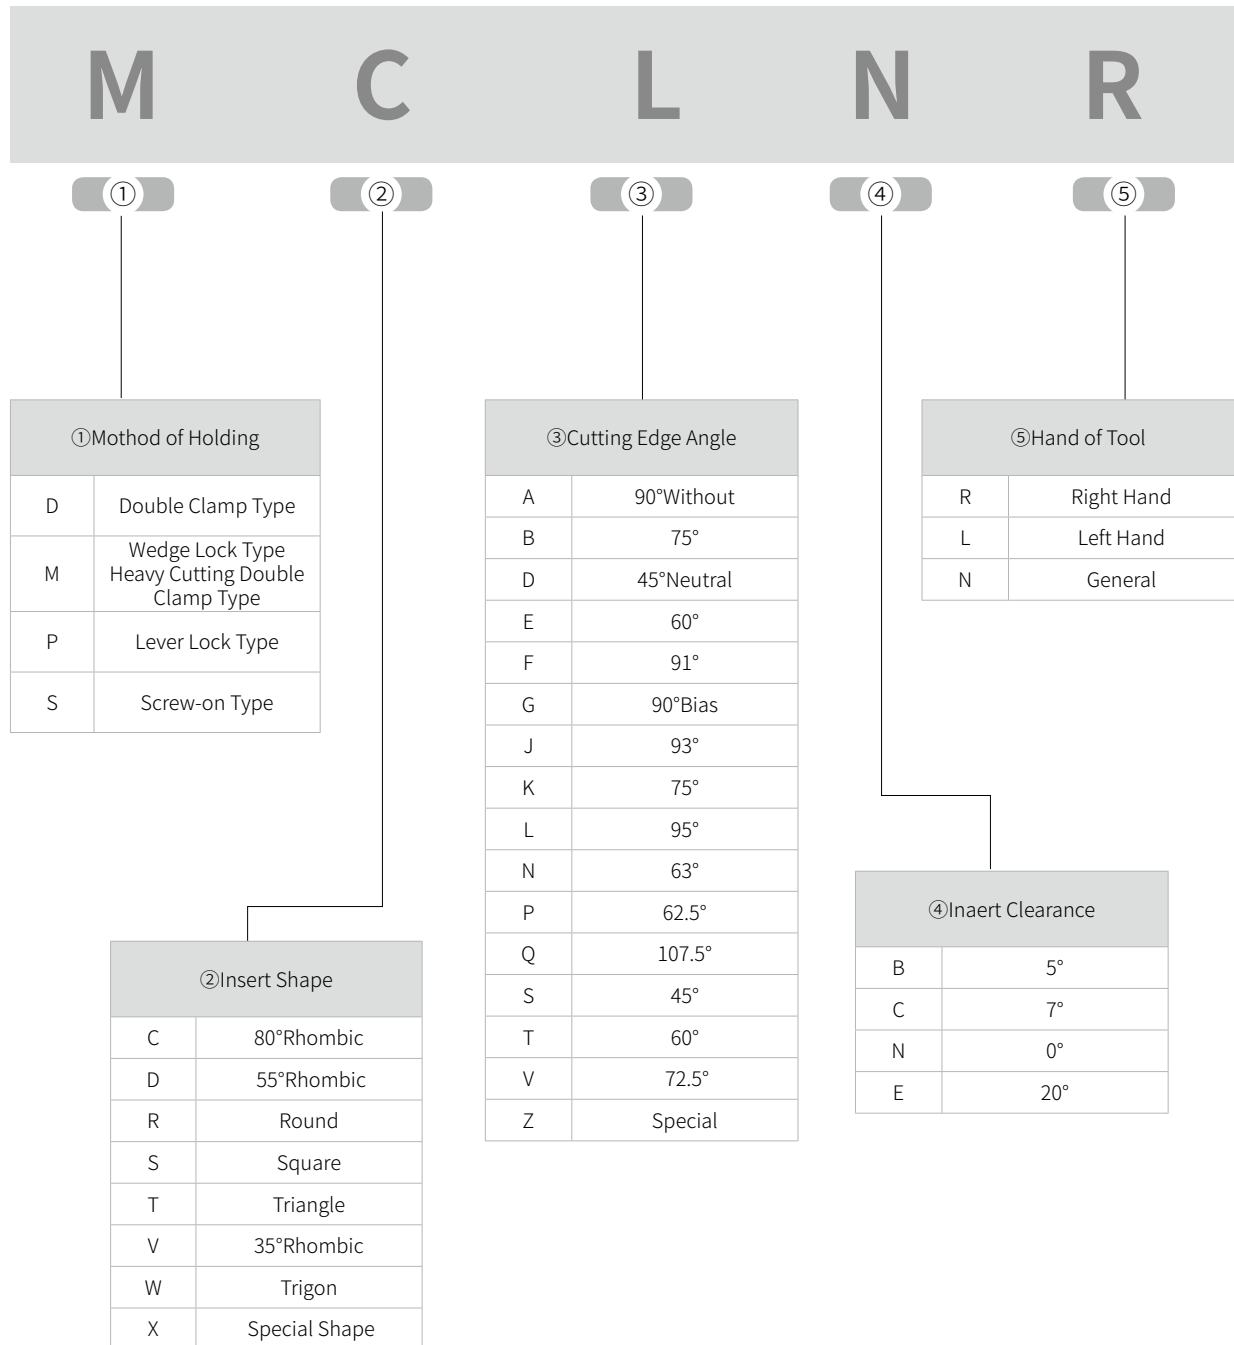 M C L N R
① ② ③ ④ ⑤
①Mothod of Holding
D Double Clamp Type
M Wedge Lock Type
Heavy Cutting Double
Clamp Type
P Lever Lock Type
S Screw-on Type
②Insert Shape
C 80°Rhombic
D 55°Rhombic
R Round
S Square
T Triangle
V 35°Rhombic
W Trigon
X Special Shape
③Cutting Edge Angle
A 90°Without
B 75°
D 45°Neutral
E 60°
F 91°
G 90°Bias
J 93°
K 75°
L 95°
N 63°
P 62.5°
Q 107.5°
S 45°
T 60°
V 72.5°
Z Special
④Inaert Clearance
B 5°
C 7°
N 0°
E 20°
⑤Hand of Tool
R Right Hand
L Left Hand
N General